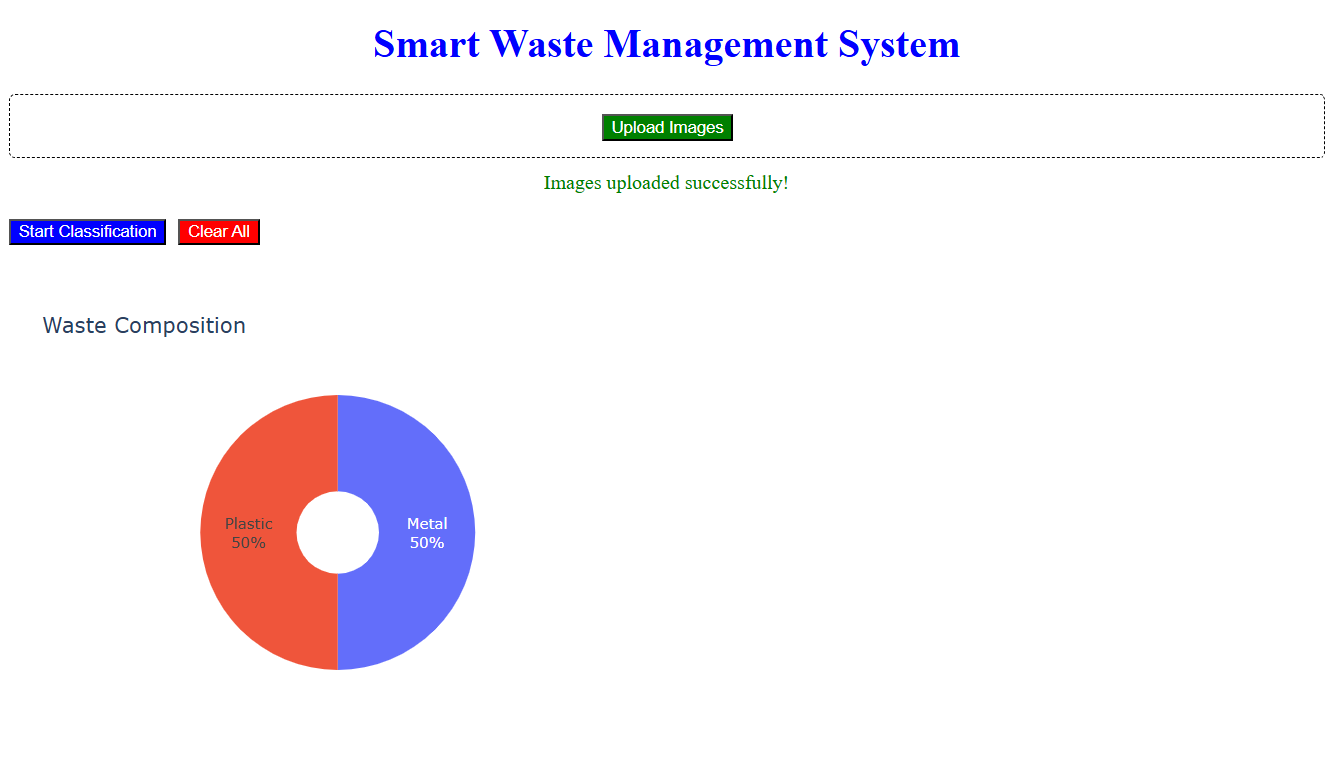 Smart Waste Management System
Upload Images
Images uploaded successfully!
Start Classification Clear All
Waste Composition
Plastic Metal
50% 50%